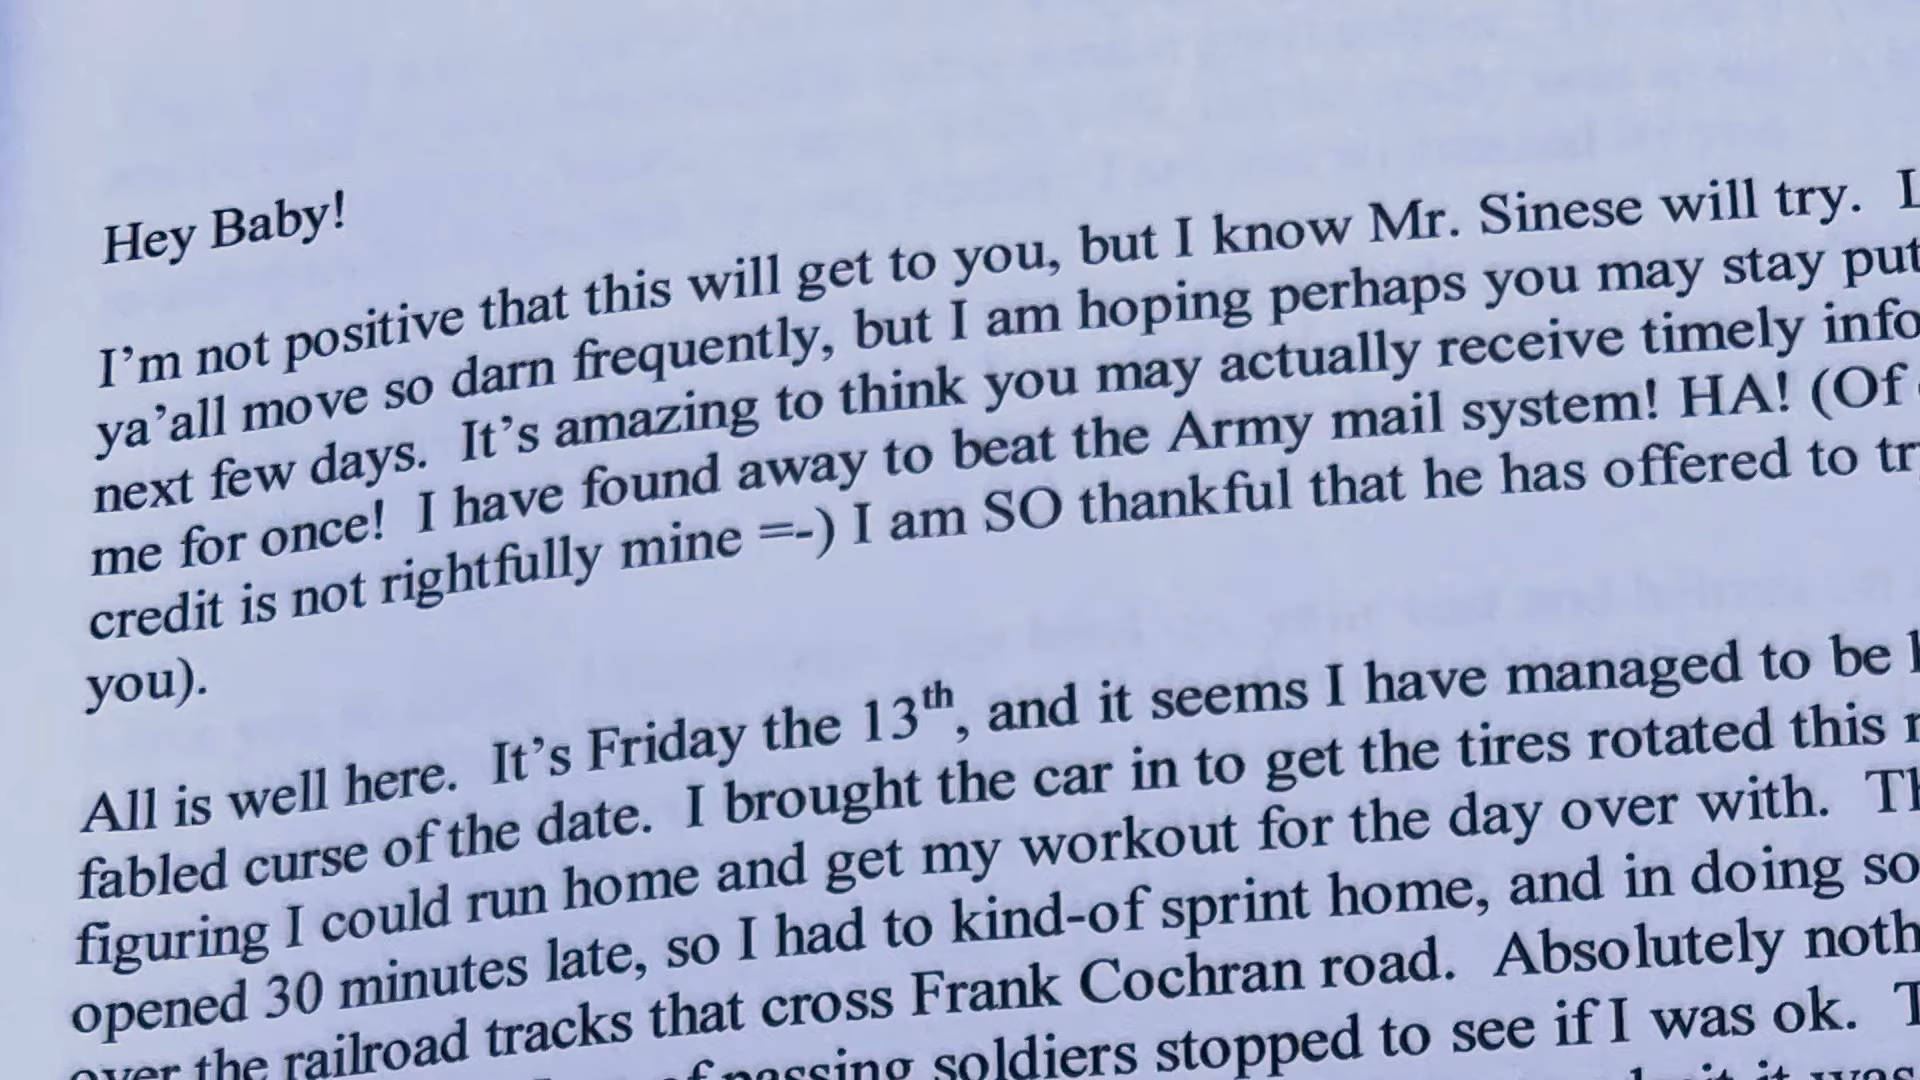 Hey Baby!
I'm not positive that this will get to you, but I know Mr. Sinese will try.
ya'all move so darn frequently, but I am hoping perhaps you may stay put
next few days. It's amazing to think you may actually receive timely info
me for once! I have found away to beat the Army mail system! HA! (Of
credit is not rightfully mine =-) I am SO thankful that he has offered to
you).
All is well here. It's Friday the 13th, and it seems I have managed to be
fabled curse of the date. I brought the car in to get the tires rotated this
figuring I could run home and get my workout for the day over with.
opened 30 minutes late, so I had to kind-of sprint home, and in doing so
over the railroad tracks that cross Frank Cochran road. Absolutely noth
of passing soldiers stopped to see if I was ok.
it was